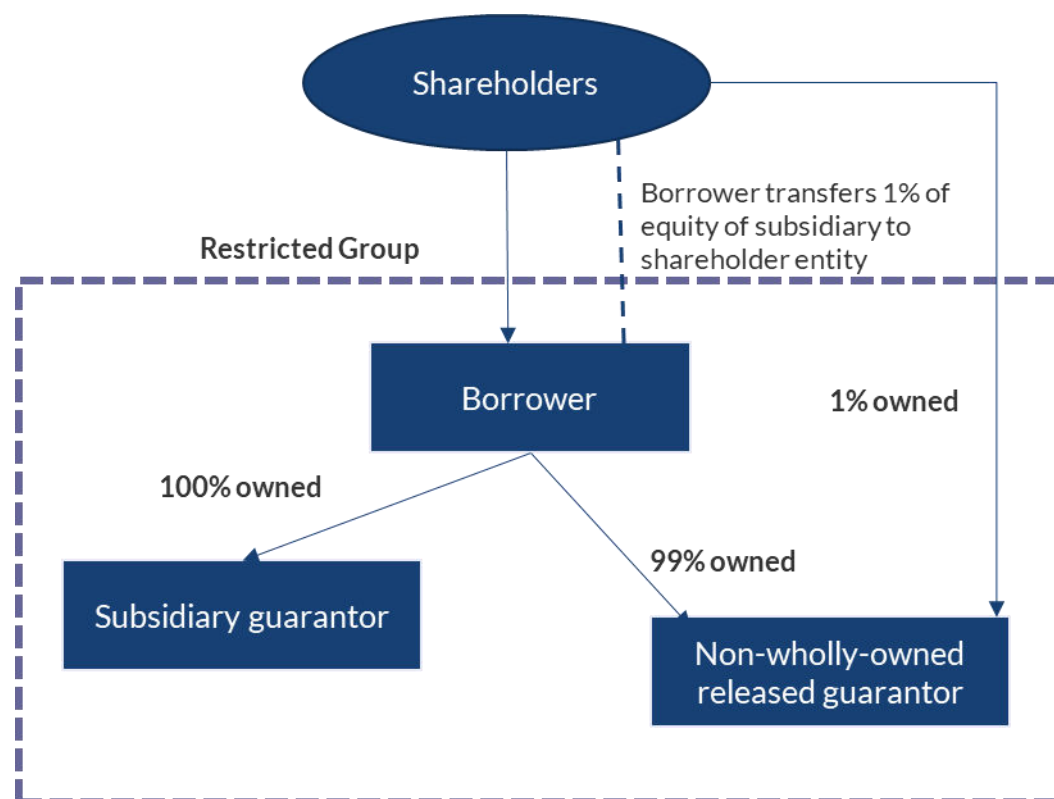 Shareholders
Borrower transfers 1% of
equity of subsidiary to
shareholder entity
Restricted Group
Borrower
1% owned
100% owned
99% owned
Subsidiary guarantor
Non-wholly-owned
released guarantor